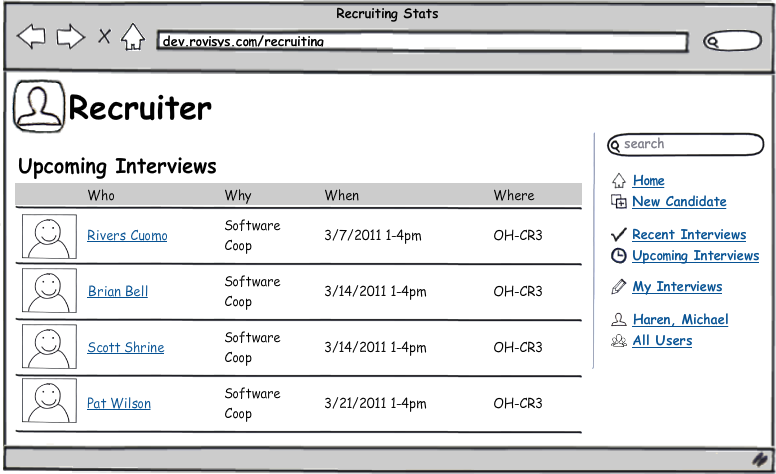 Recruiting Stats
dev.rovisys.com/recruiting
Recruiter
search
Upcoming Interviews
Who Why When Where
Rivers Cuomo Software Coop 3/7/2011 1-4pm OH-CR3
Brian Bell Software Coop 3/14/2011 1-4pm OH-CR3
Scott Shrine Software Coop 3/14/2011 1-4pm OH-CR3
Pat Wilson Software Coop 3/21/2011 1-4pm OH-CR3
Home
New Candidate
Recent Interviews
Upcoming Interviews
My Interviews
Haren, Michael
All Users